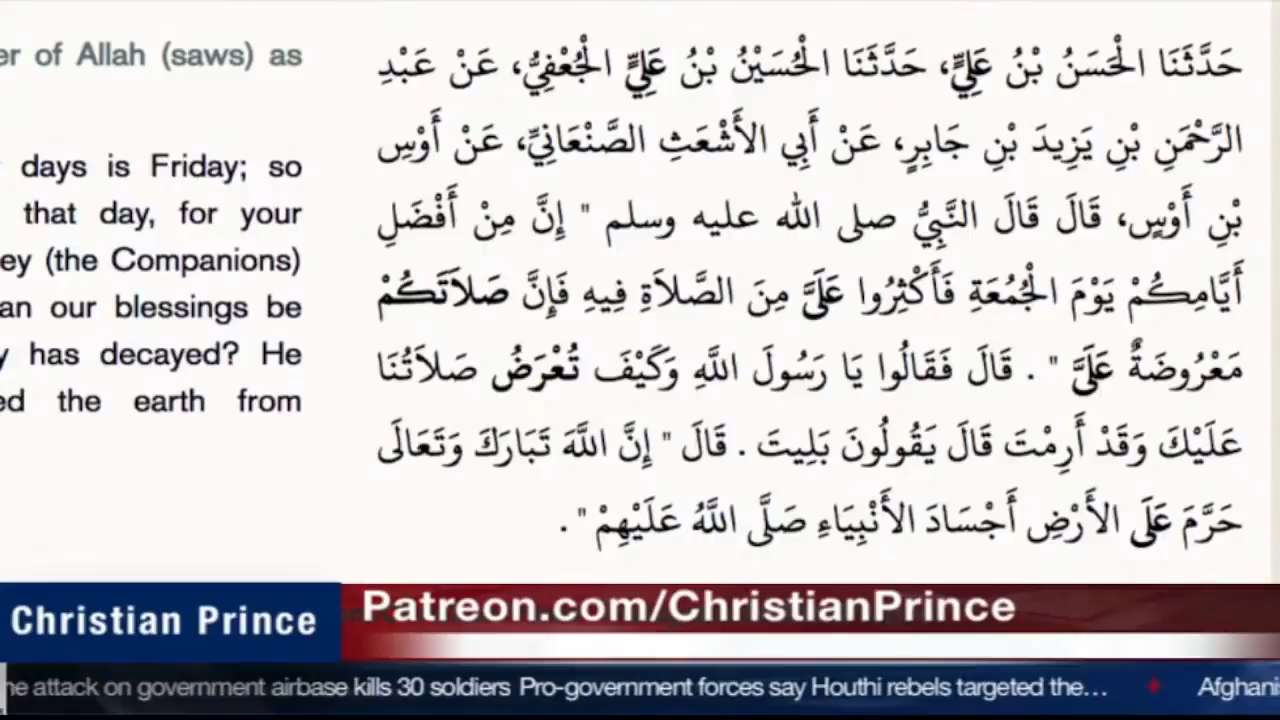 er of Allah (saws) as
days is Friday; so
that day, for your
ey (the Companions)
an our blessings be
y has decayed? He
ed the earth from
حَدَّثَنَا الْحَسَنُ بْنُ عَلِيٍّ، حَدَّثَنَا الْحُسَيْنُ بْنُ عَلِيٍّ الْجُعْفِيُّ، عَنْ عَبْدِ
الرَّحْمَنِ بْنِ يَزِيدَ بْنِ جَابِرٍ، عَنْ أَبِي الأَشْعَثِ الصَّنْعَانِيِّ، عَنْ أَوْسِ
بْنِ أَوْسٍ، قَالَ قَالَ النَّبِيُّ صلى الله عليه وسلم " إِنَّ مِنْ أَفْضَلِ
أَيَّامِكُمْ يَوْمَ الْجُمُعَةِ فَأَكْثِرُوا عَلَىَّ مِنَ الصَّلاَةِ فِيهِ فَإِنَّ صَلاَتَكُمْ
مَعْرُوضَةٌ عَلَىَّ " . قَالَ فَقَالُوا يَا رَسُولَ اللَّهِ وَكَيْفَ تُعْرَضُ صَلاَتُنَا
عَلَيْكَ وَقَدْ أَرِمْتَ قَالَ يَقُولُونَ بَلِيتَ . قَالَ " إِنَّ اللَّهَ تَبَارَكَ وَتَعَالَى
حَرَّمَ عَلَى الأَرْضِ أَجْسَادَ الأَنْبِيَاءِ صَلَّى اللَّهُ عَلَيْهِمْ " .
Christian Prince
Patreon.com/ChristianPrince
he attack on government airbase kills 30 soldiers Pro-government forces say Houthi rebels targeted the... Afghani